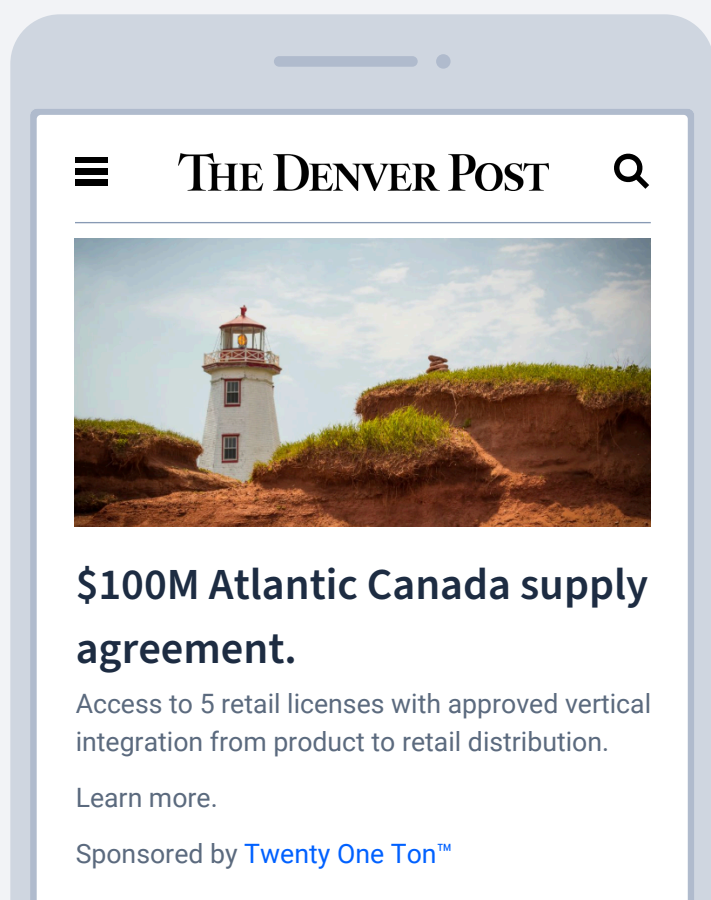 THE DENVER POST
$100M Atlantic Canada supply
agreement.
Access to 5 retail licenses with approved vertical
integration from product to retail distribution.
Learn more.
Sponsored by Twenty One Ton™